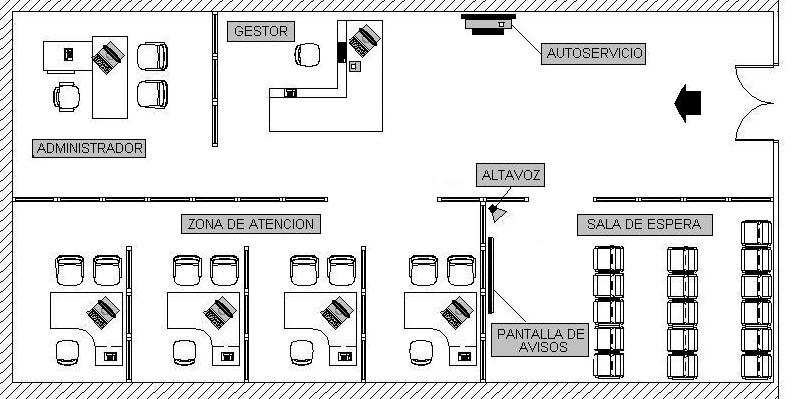 GESTOR
AUTOSERVICIO
ADMINISTRADOR
ALTAVOZ
ZONA DE ATENCION
SALA DE ESPERA
PANTALLA DE
AVISOS